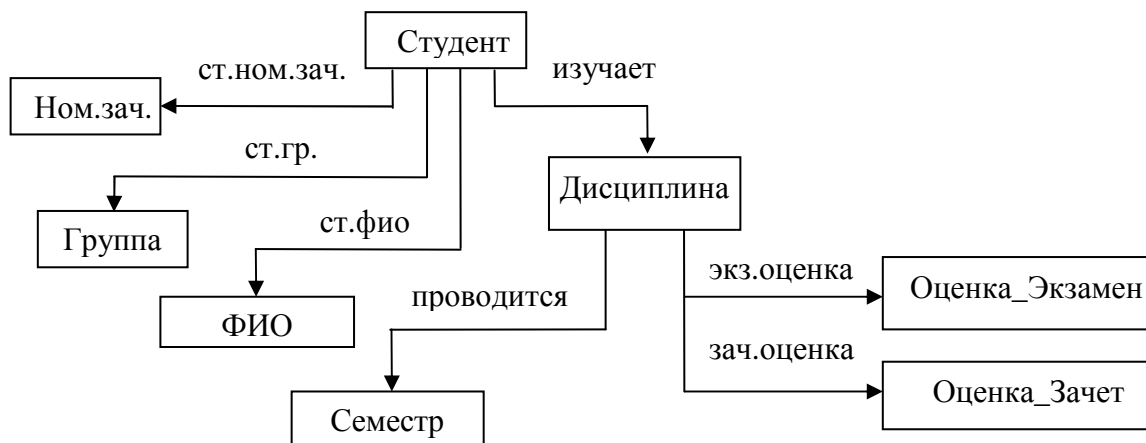 Студент
ст.ном.зач.
изучает
Ном.зач.
ст.гр.
Дисциплина
Группа
ст.фио
экз.оценка
Оценка_Экзамен
проводится
ФИО
зач.оценка
Оценка_Зачет
Семестр